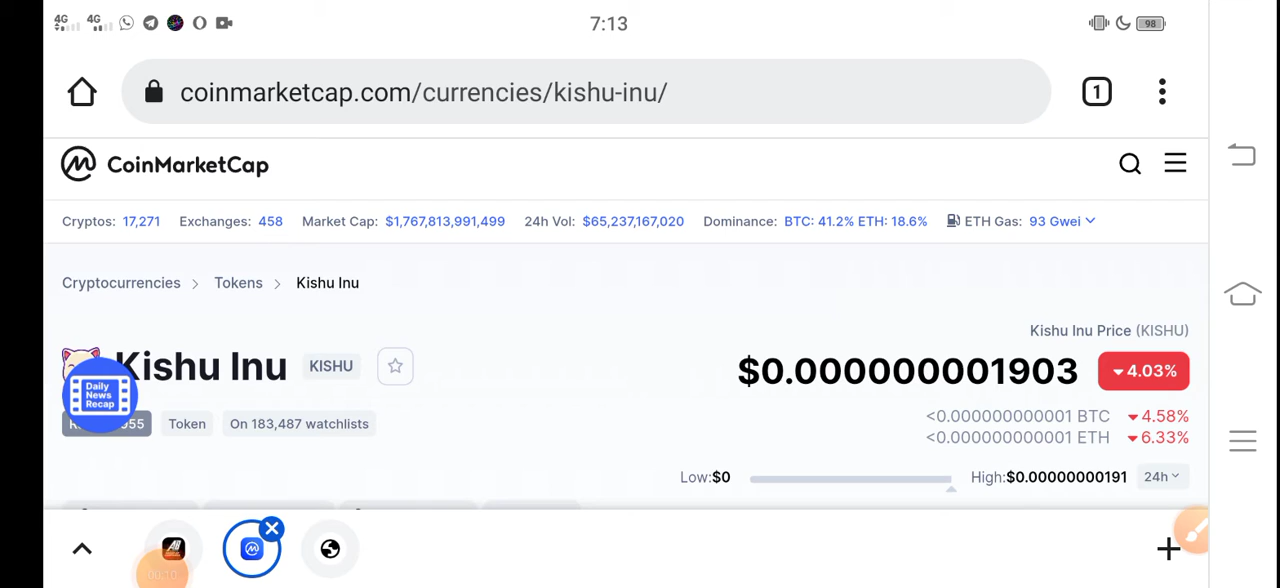 4G 4G 7:13 98
coinmarketcap.com/currencies/kishu-inu/ 1
CoinMarketCap
Cryptos: 17,271 Exchanges: 458 Market Cap: $1,767,813,991,499 24h Vol: $65,237,167,020 Dominance: BTC: 41.2% ETH: 18.6% ETH Gas: 93 Gwei
Cryptocurrencies > Tokens > Kishu Inu
Kishu Inu Price (KISHU)
Kishu Inu KISHU $0.000000001903 4.03%
Daily
News
Recap
Token On 183,487 watchlists
<0.000000000001 BTC 4.58%
<0.000000000001 ETH 6.33%
Low:$0 High:$0.00000000191 24h
00:10